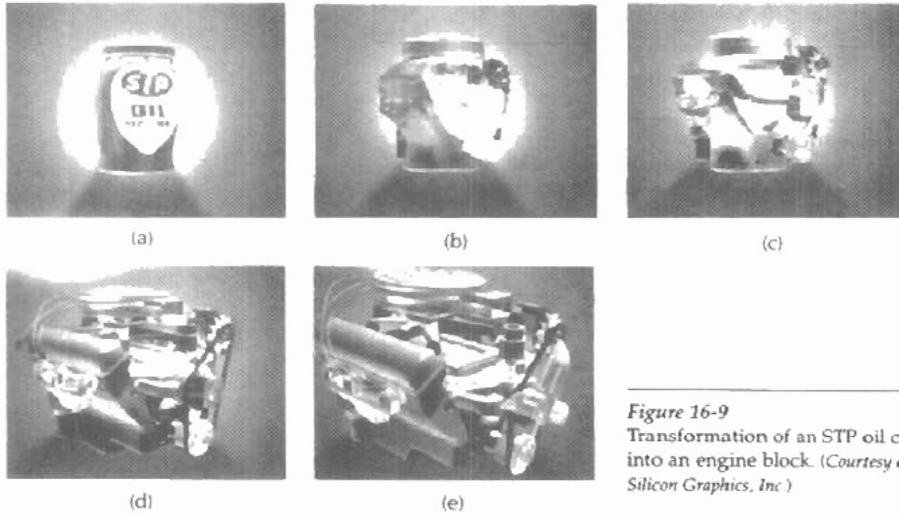 STP
OIL
(a)
(b)
(c)
(d)
(e)
Figure 16-9
Transformation of an STP oil c
into an engine block. (Courtesy
Silicon Graphics, Inc.)